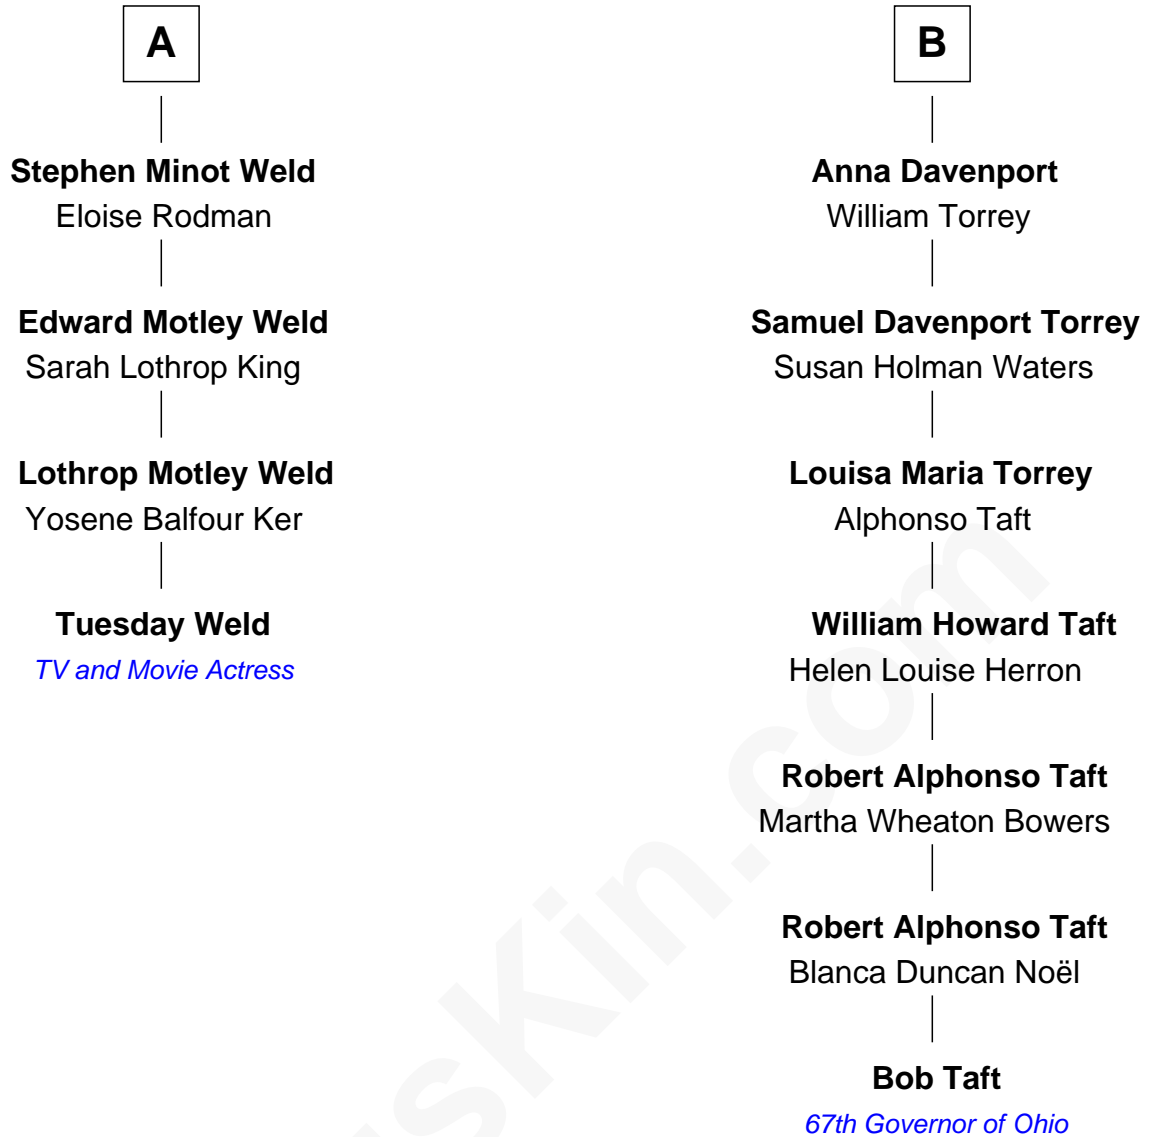 A
Stephen Minot Weld
Eloise Rodman
Edward Motley Weld
Sarah Lothrop King
Lothrop Motley Weld
Yosene Balfour Ker
Tuesday Weld
TV and Movie Actress
B
Anna Davenport
William Torrey
Samuel Davenport Torrey
Susan Holman Waters
Louisa Maria Torrey
Alphonso Taft
William Howard Taft
Helen Louise Herron
Robert Alphonso Taft
Martha Wheaton Bowers
Robert Alphonso Taft
Blanca Duncan Noël
Bob Taft
67th Governor of Ohio